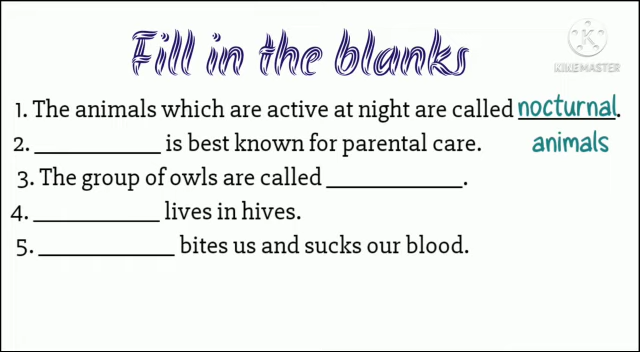 Fill in the blanks
KINEMASTER
1. The animals which are active at night are called nocturnal.
animals
2. ____________ is best known for parental care.
3. The group of owls are called _____________.
4. ____________ lives in hives.
5. _____________ bites us and sucks our blood.